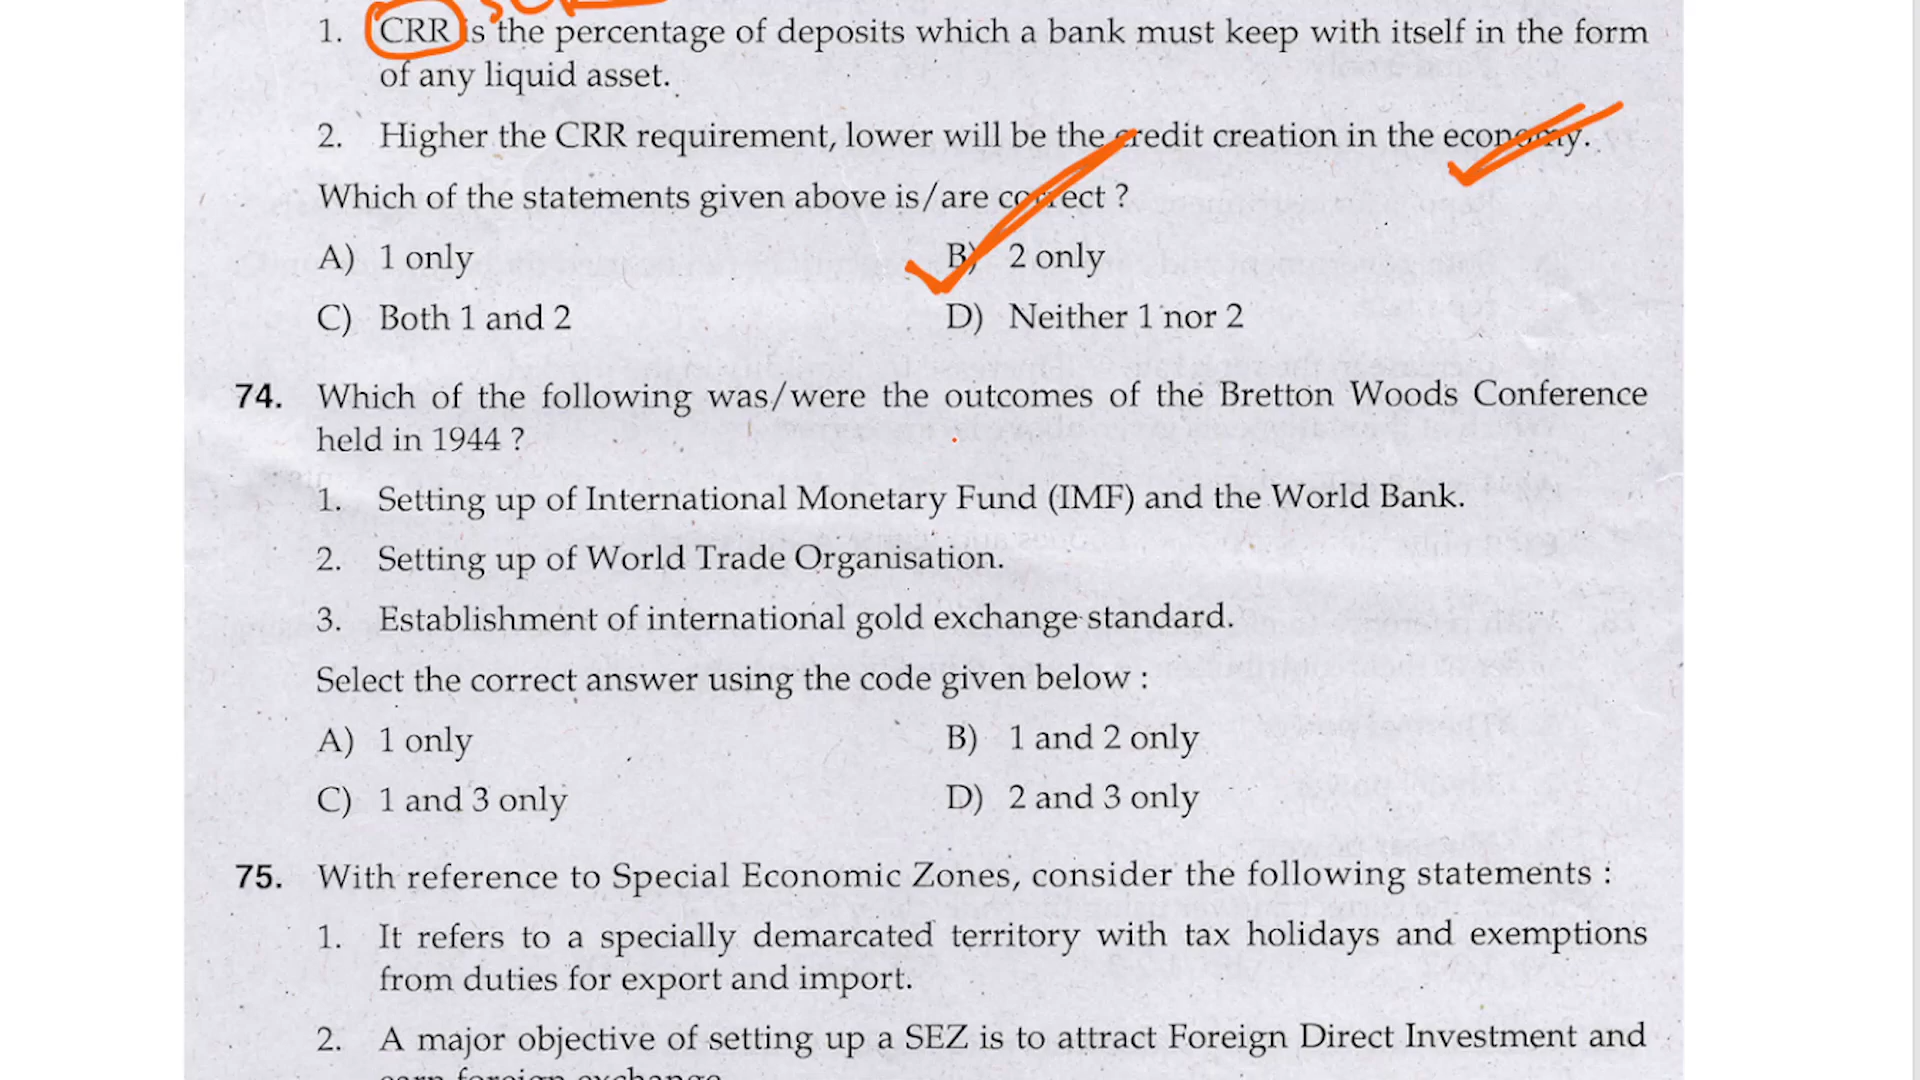 1. CRR is the percentage of deposits which a bank must keep with itself in the form
of any liquid asset.
2. Higher the CRR requirement, lower will be the credit creation in the economy.
Which of the statements given above is/are correct ?
A) 1 only B) 2 only
C) Both 1 and 2 D) Neither 1 nor 2
74. Which of the following was/were the outcomes of the Bretton Woods Conference
held in 1944 ?
1. Setting up of International Monetary Fund (IMF) and the World Bank.
2. Setting up of World Trade Organisation.
3. Establishment of international gold exchange standard.
Select the correct answer using the code given below :
A) 1 only B) 1 and 2 only
C) 1 and 3 only D) 2 and 3 only
75. With reference to Special Economic Zones, consider the following statements :
1. It refers to a specially demarcated territory with tax holidays and exemptions
from duties for export and import.
2. A major objective of setting up a SEZ is to attract Foreign Direct Investment and
earn foreign exchange.